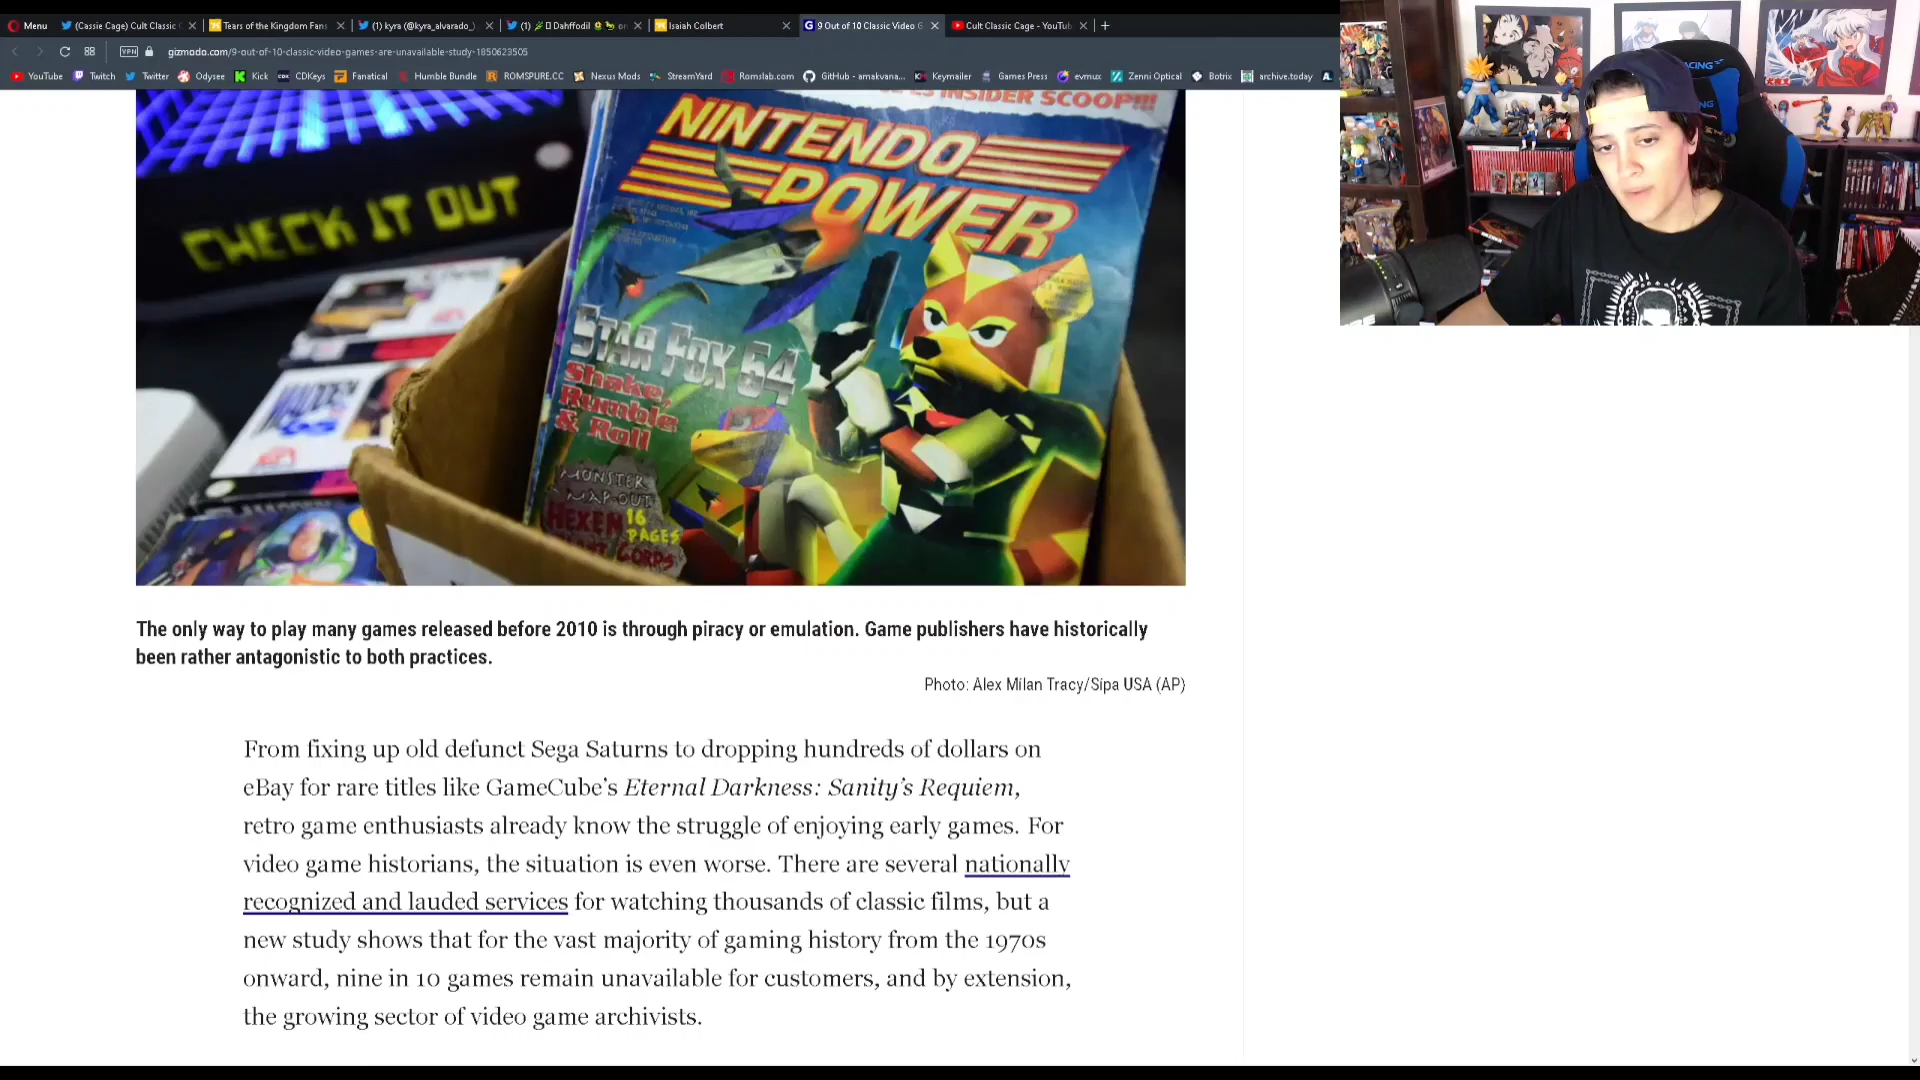 Menu
(Cassie Cage) Cult Classic
Tears of the Kingdom Fans
(1) kyra (@kyra_alvarado_)
(1)
Dahffodil
on
Isaiah Colbert
9 Out of 10 Classic Video G
Cult Classic Cage - YouTub
VPN
gizmodo.com/9-out-of-10-classic-video-games-are-unavailable-study-1850623505
YouTube
Twitch
Twitter
Odysee
Kick
CDKeys
Fanatical
Humble Bundle
ROMSPURE.CC
Nexus Mods
StreamYard
Romslab.com
GitHub - amakvana...
Keymailer
Games Press
evmux
Zenni Optical
Botrix
archive.today
INSIDER SCOOP!!!
NINTENDO
POWER
CHECK IT OUT
STAR FOX 64
Shake,
Rumble
& Roll
MONSTER
MAP-OUT
HEXEN 16
PAGES
CORPS
MADDEN
The only way to play many games released before 2010 is through piracy or emulation. Game publishers have historically
been rather antagonistic to both practices.
Photo: Alex Milan Tracy/Sipa USA (AP)
From fixing up old defunct Sega Saturns to dropping hundreds of dollars on
eBay for rare titles like GameCube's Eternal Darkness: Sanity's Requiem,
retro game enthusiasts already know the struggle of enjoying early games. For
video game historians, the situation is even worse. There are several nationally
recognized and lauded services for watching thousands of classic films, but a
new study shows that for the vast majority of gaming history from the 1970s
onward, nine in 10 games remain unavailable for customers, and by extension,
the growing sector of video game archivists.